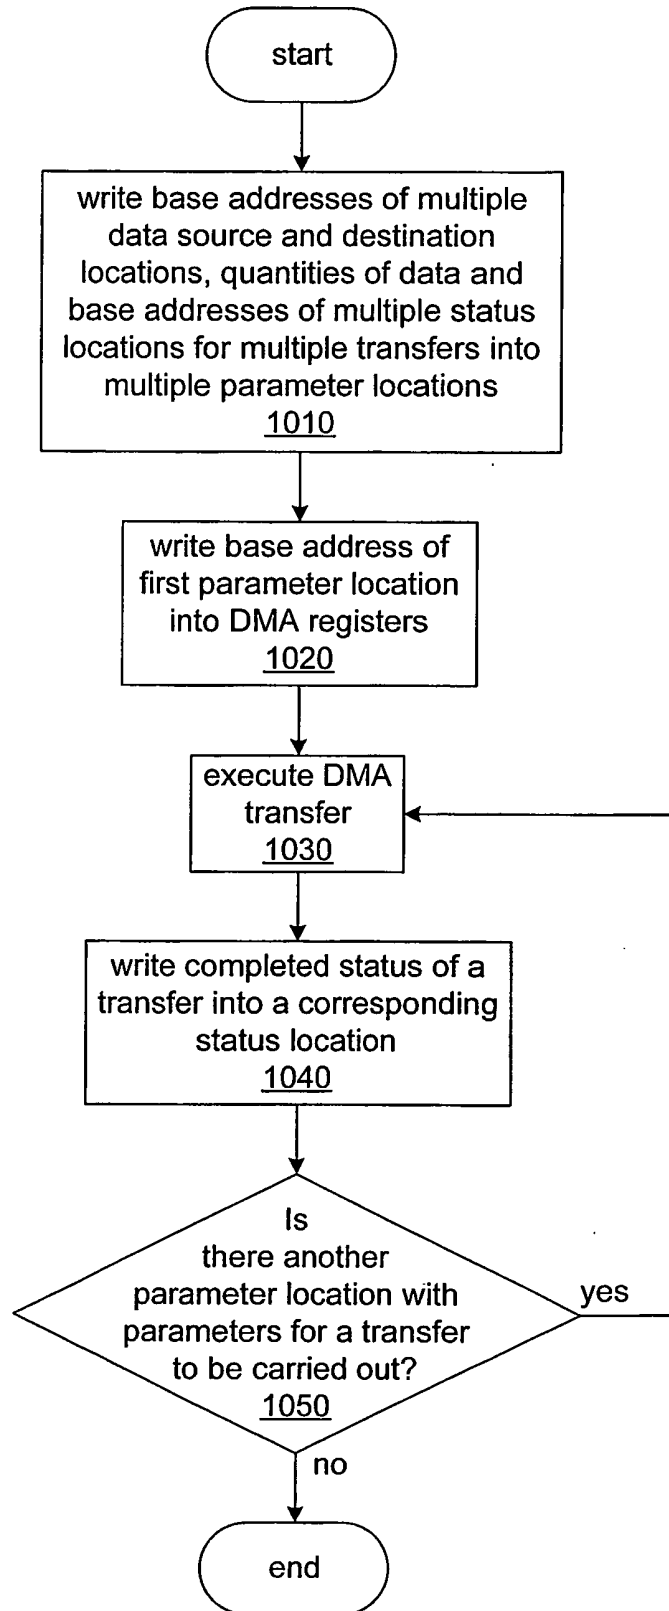 start
write base addresses of multiple
data source and destination
locations, quantities of data and
base addresses of multiple status
locations for multiple transfers into
multiple parameter locations
1010
write base address of
first parameter location
into DMA registers
1020
execute DMA
transfer
1030
write completed status of a
transfer into a corresponding
status location
1040
Is
there another
parameter location with
parameters for a transfer
to be carried out?
1050
yes
no
end